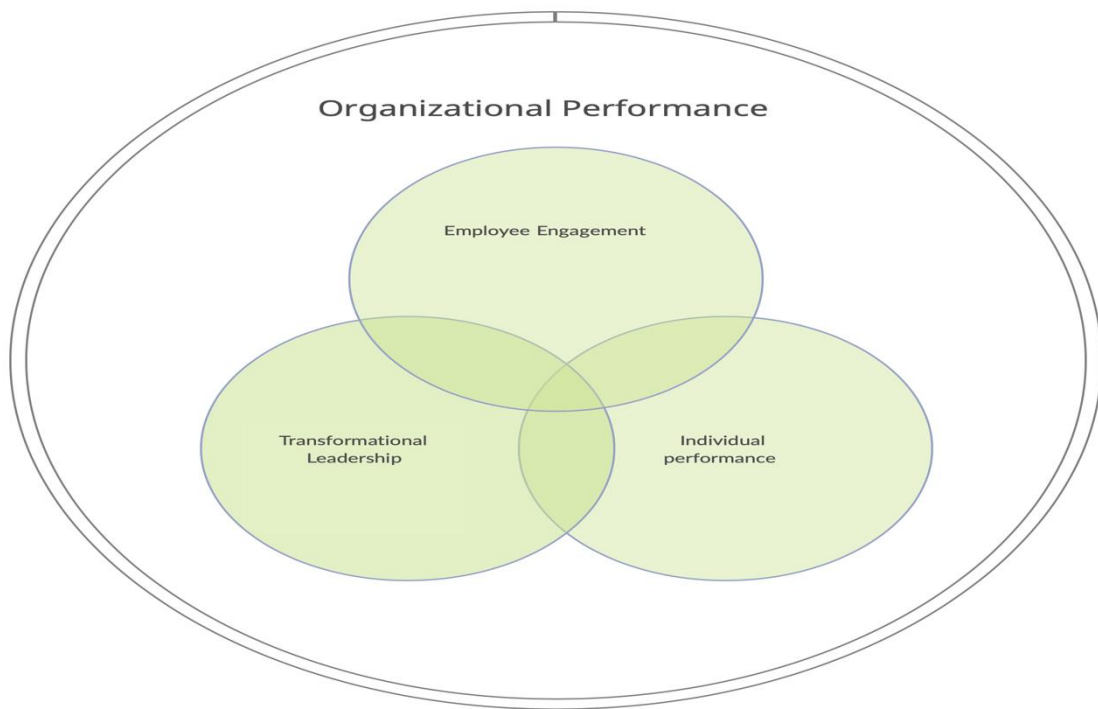 Organizational Performance
Employee Engagement
Transformational
Leadership
Individual
performance